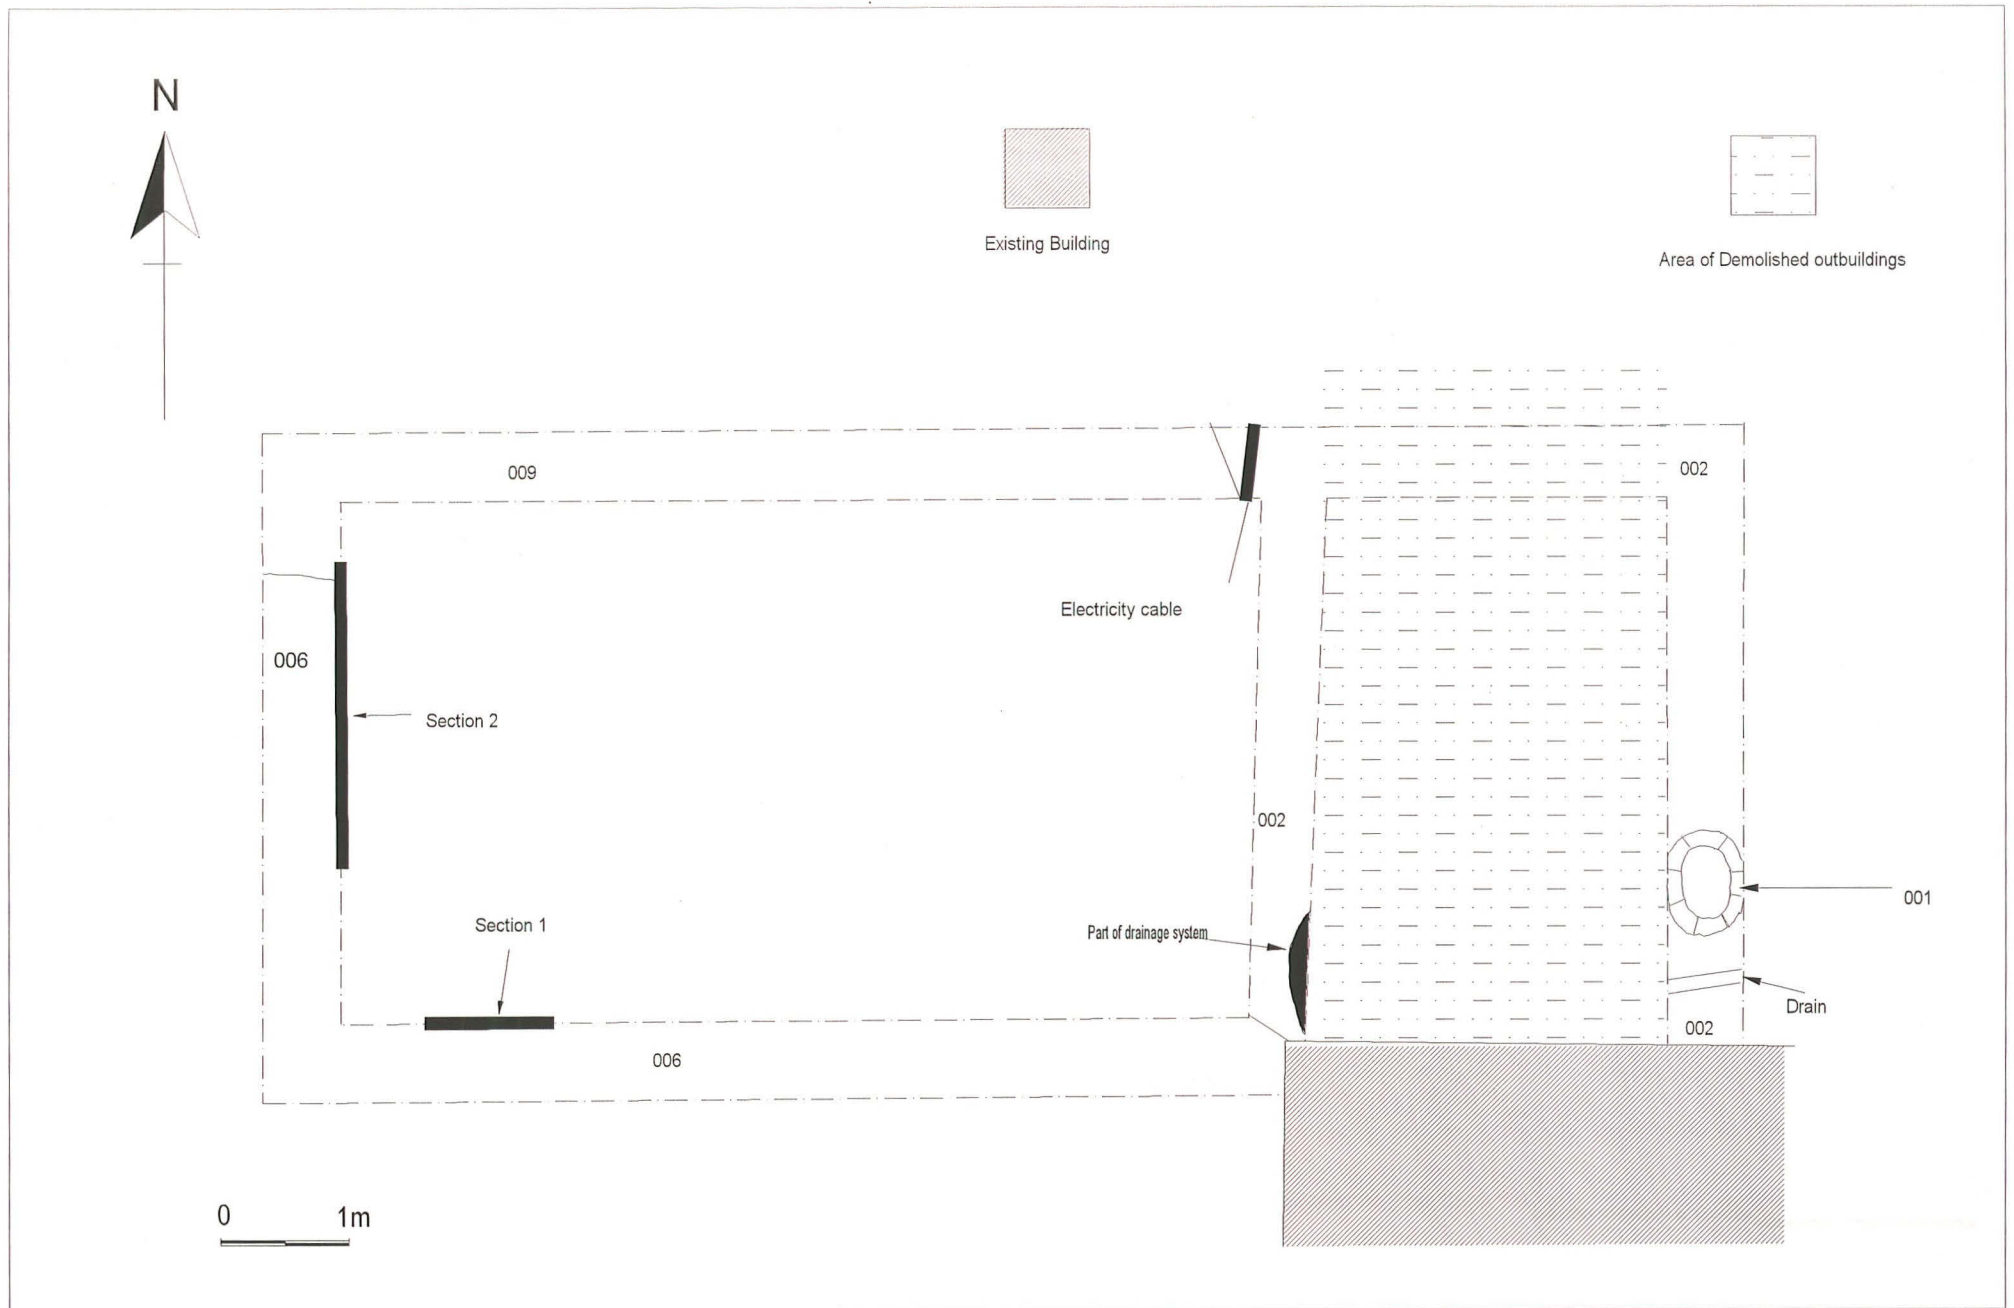 N
Existing Building
Area of Demolished outbuildings
009
002
Electricity cable
006
Section 2
002
001
Section 1
Part of drainage system
Drain
002
006
0 1m